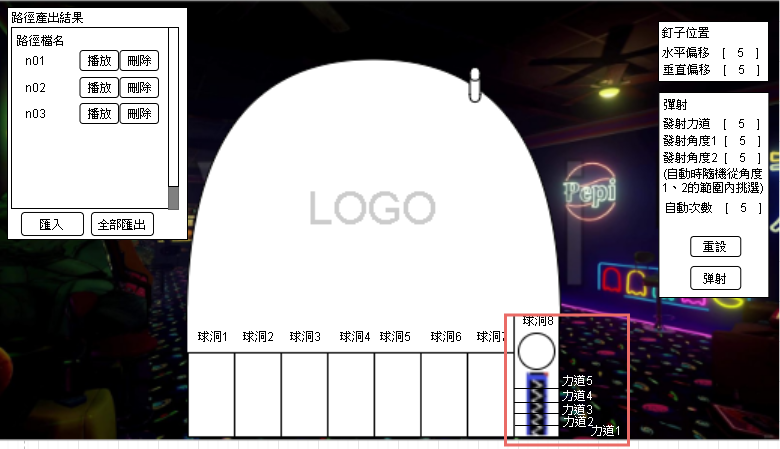 路徑產出結果
路徑檔名
n01 播放 刪除
n02 播放 刪除
n03 播放 刪除
匯入 全部匯出
LOGO
釘子位置
水平偏移 [ 5 ]
垂直偏移 [ 5 ]
彈射
發射力道 [ 5 ]
發射角度1 [ 5 ]
發射角度2 [ 5 ]
(自動時隨機從角度
1、2的範圍內挑選)
自動次數 [ 5 ]
重設
彈射
Pepi
球洞1 球洞2 球洞3 球洞4 球洞5 球洞6 球洞7 球洞8
力道5
力道4
力道3
力道2
力道1